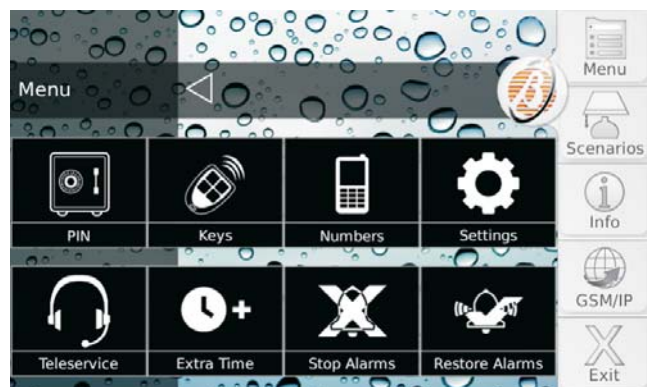 Menu
PIN
Keys
Numbers
Settings
Teleservice
Extra Time
Stop Alarms
Restore Alarms
Menu
Scenarios
Info
GSM/IP
Exit